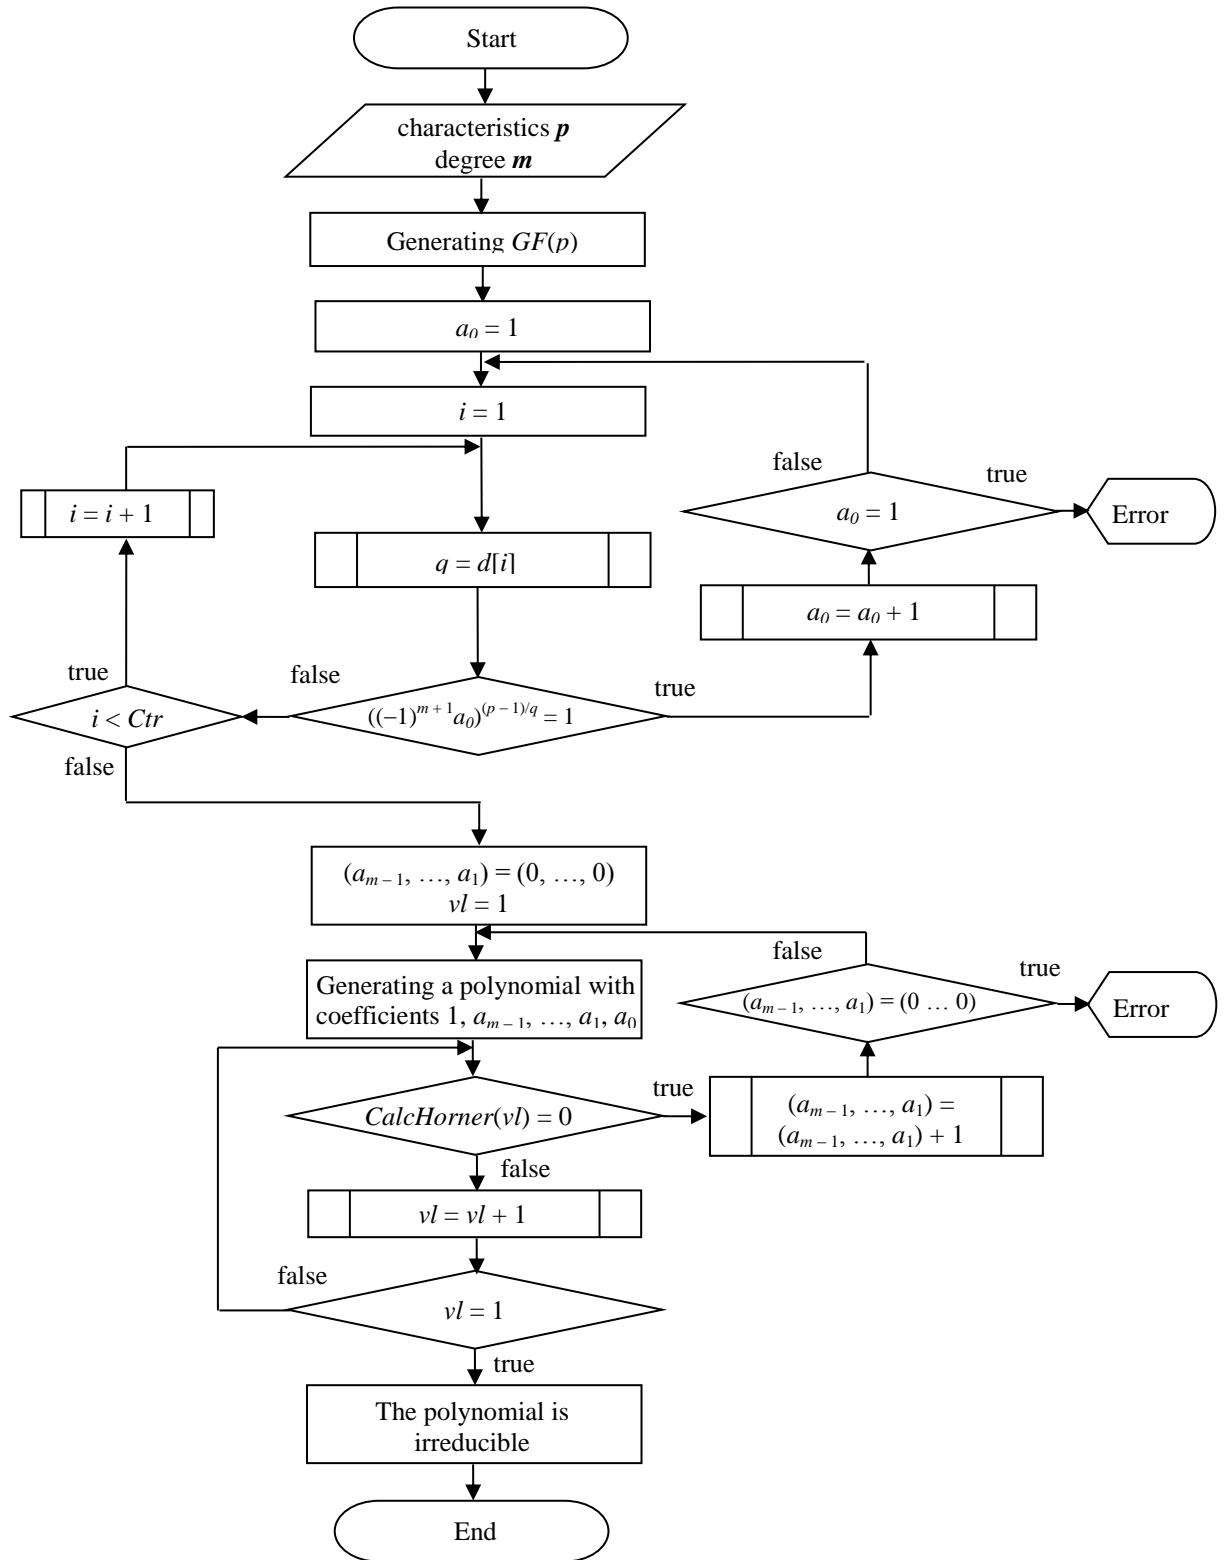 Start
characteristics p
degree m
Generating GF(p)
a₀ = 1
i = 1
false
true
i = i + 1
a₀ = 1
Error
q = d[i]
a₀ = a₀ + 1
true
false
true
i < Ctr
((−1)ᵐ ⁺ ¹a₀)⁽ᵖ ⁻ ¹⁾/q = 1
false
(aₘ₋₁, …, a₁) = (0, …, 0)
vl = 1
false
true
Generating a polynomial with
coefficients 1, aₘ₋₁, …, a₁, a₀
(aₘ₋₁, …, a₁) = (0 … 0)
Error
true
CalcHorner(vl) = 0
(aₘ₋₁, …, a₁) =
(aₘ₋₁, …, a₁) + 1
false
vl = vl + 1
false
vl = 1
true
The polynomial is
irreducible
End